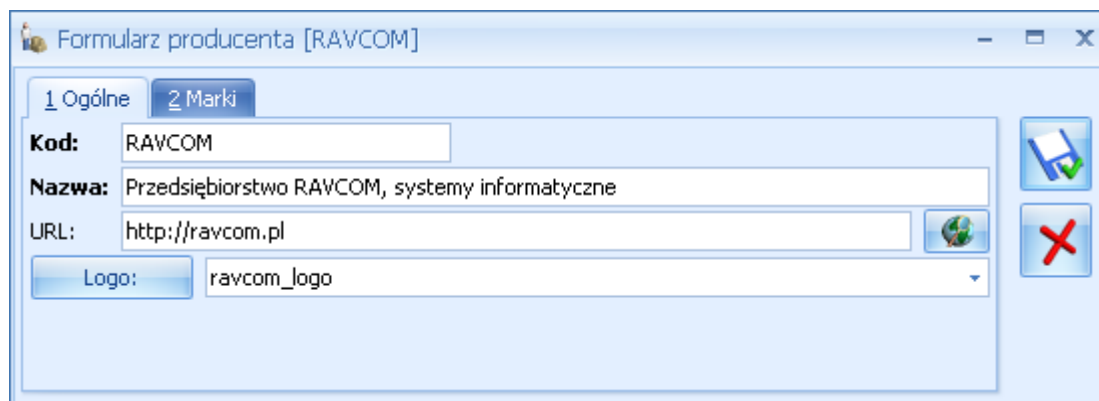 Formularz producenta [RAVCOM]
1 Ogólne 2 Marki
Kod: RAVCOM
Nazwa: Przedsiębiorstwo RAVCOM, systemy informatyczne
URL: http://ravcom.pl
Logo: ravcom_logo